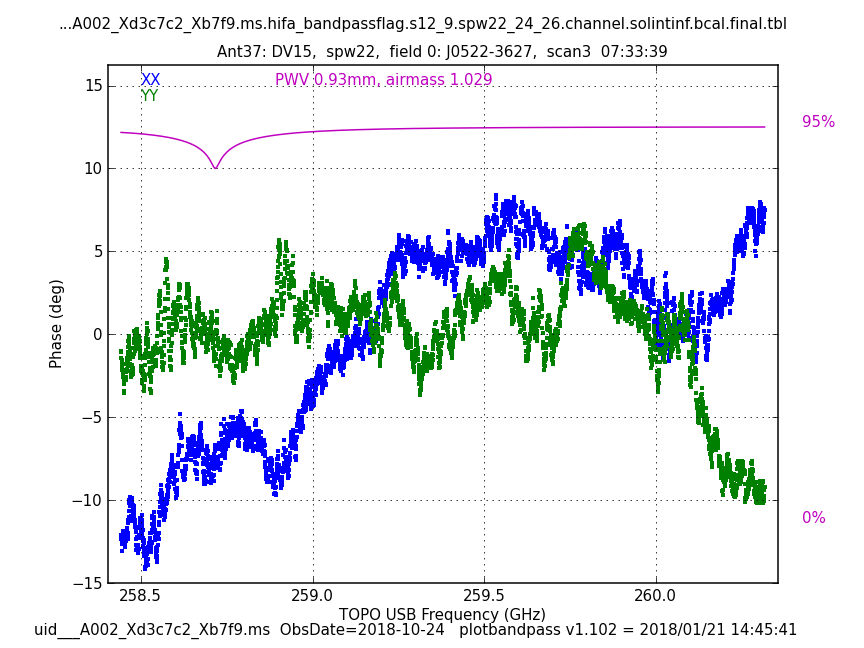 ...A002_Xd3c7c2_Xb7f9.ms.hifa_bandpassflag.s12_9.spw22_24_26.channel.solintinf.bcal.final.tbl
Ant37: DV15, spw22, field 0: J0522-3627, scan3 07:33:39
XX
PWV 0.93mm, airmass 1.029
YY
15
10
5
0
−5
−10
−15
Phase (deg)
95%
0%
258.5
259.0
259.5
260.0
TOPO USB Frequency (GHz)
uid___A002_Xd3c7c2_Xb7f9.ms ObsDate=2018-10-24 plotbandpass v1.102 = 2018/01/21 14:45:41